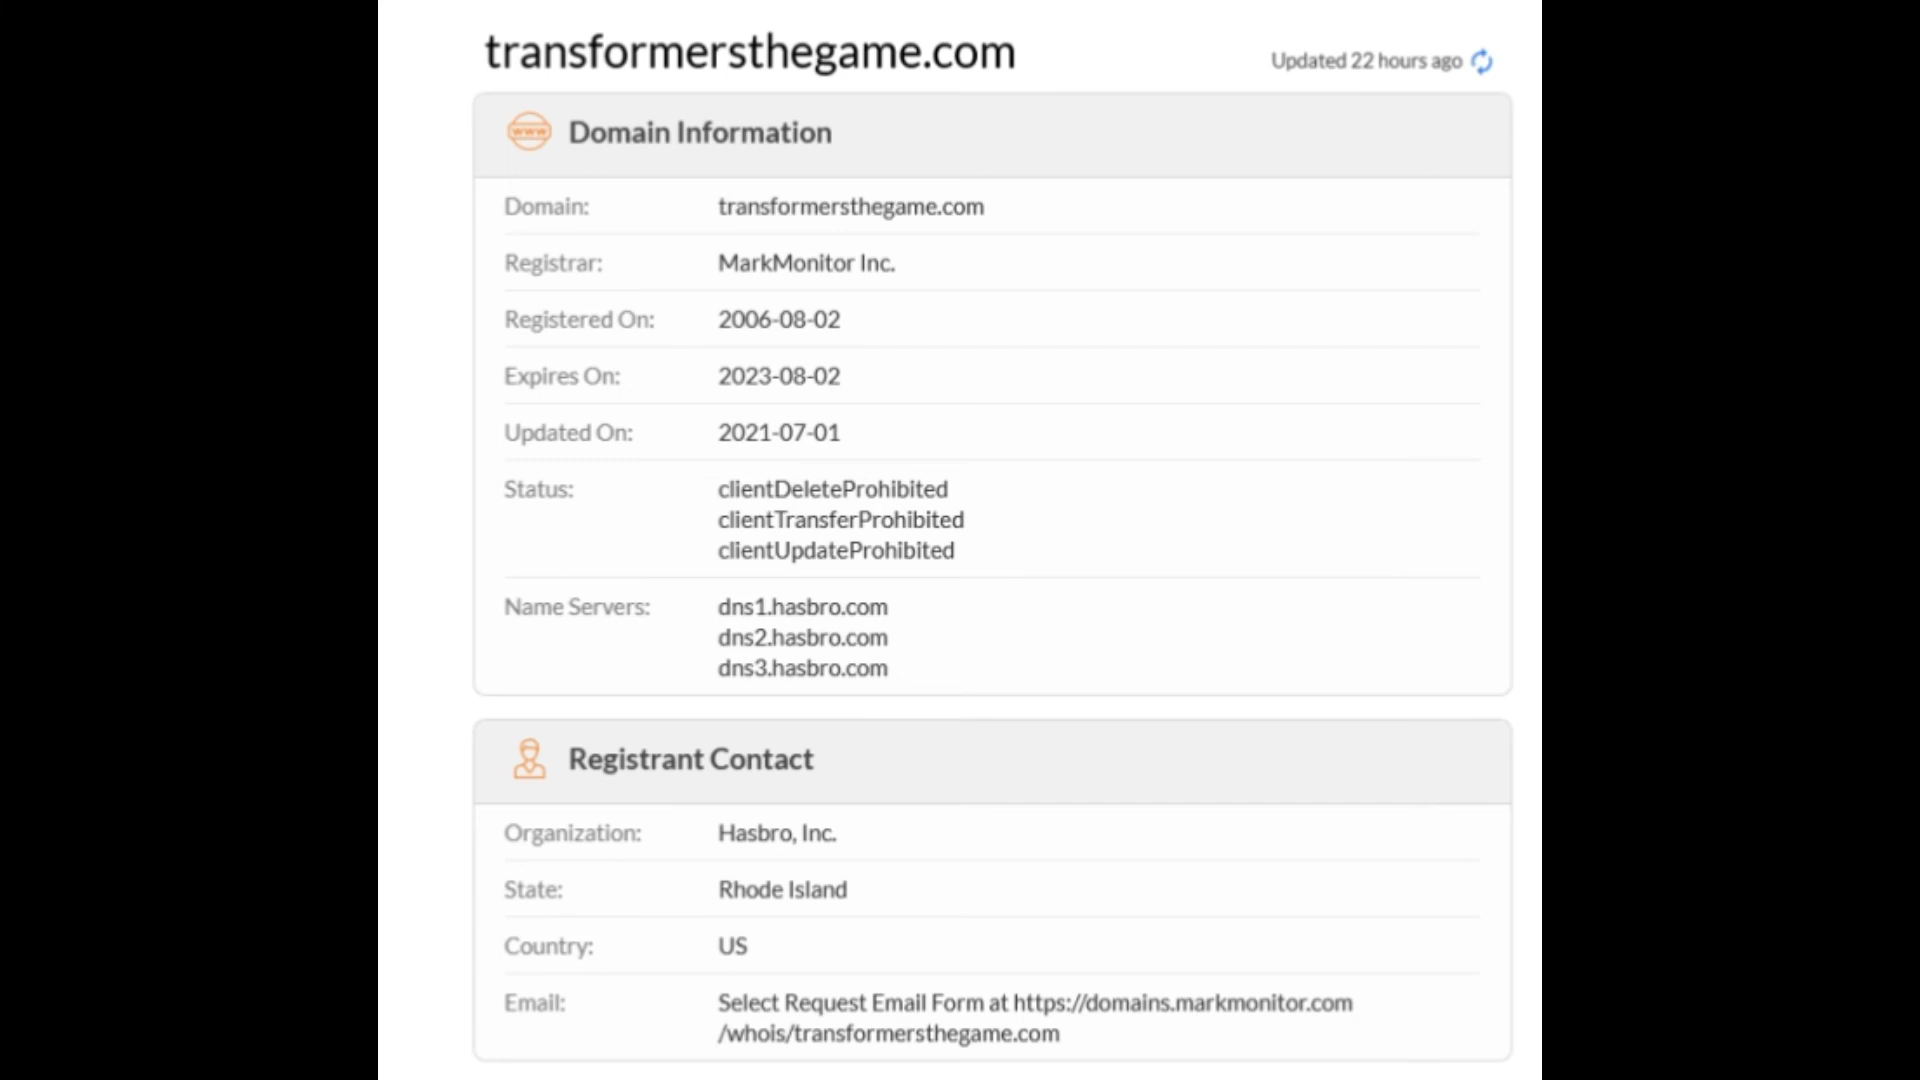 transformersthegame.com
Updated 22 hours ago
www
Domain Information
Domain: transformersthegame.com
Registrar: MarkMonitor Inc.
Registered On: 2006-08-02
Expires On: 2023-08-02
Updated On: 2021-07-01
Status: clientDeleteProhibited
clientTransferProhibited
clientUpdateProhibited
Name Servers: dns1.hasbro.com
dns2.hasbro.com
dns3.hasbro.com
Registrant Contact
Organization: Hasbro, Inc.
State: Rhode Island
Country: US
Email: Select Request Email Form at https://domains.markmonitor.com
/whois/transformersthegame.com